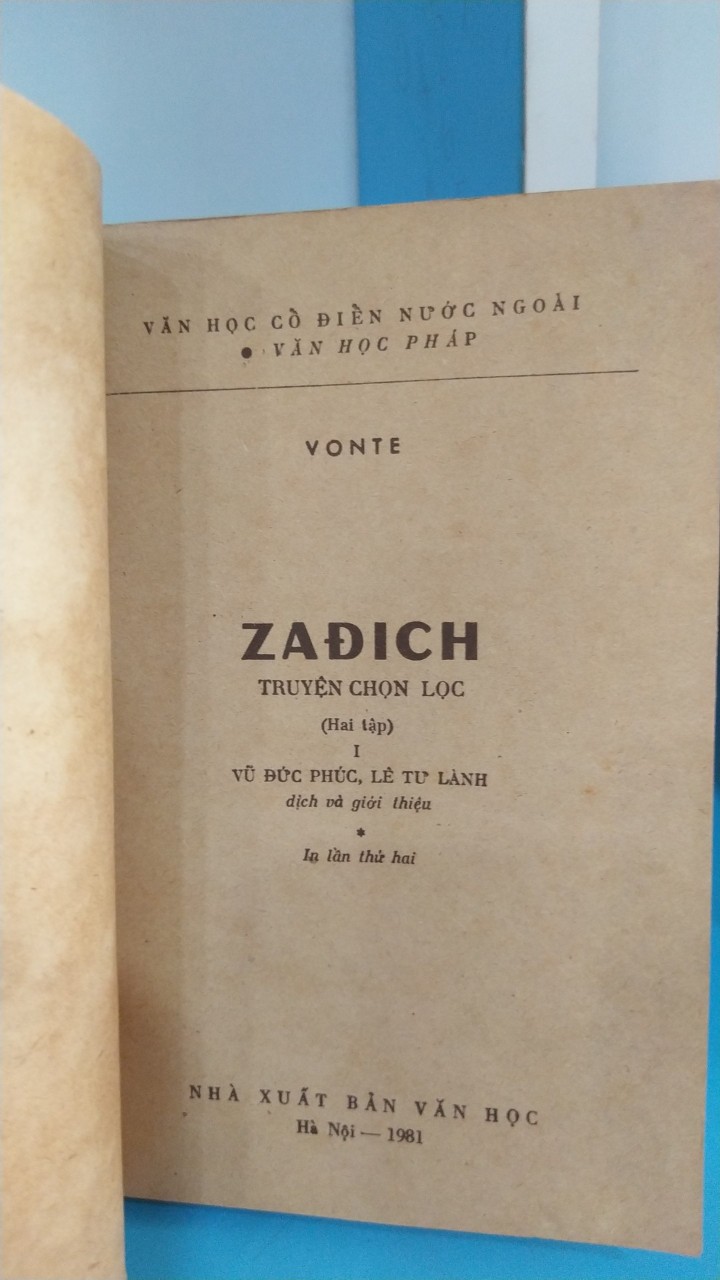 VĂN HỌC CỔ ĐIỂN NƯỚC NGOÀI
● VĂN HỌC PHÁP
VONTE
ZAĐICH
TRUYỆN CHỌN LỌC
(Hai tập)
I
VŨ ĐỨC PHÚC, LÊ TƯ LÀNH
dịch và giới thiệu
*
In lần thứ hai
NHÀ XUẤT BẢN VĂN HỌC
Hà Nội — 1981